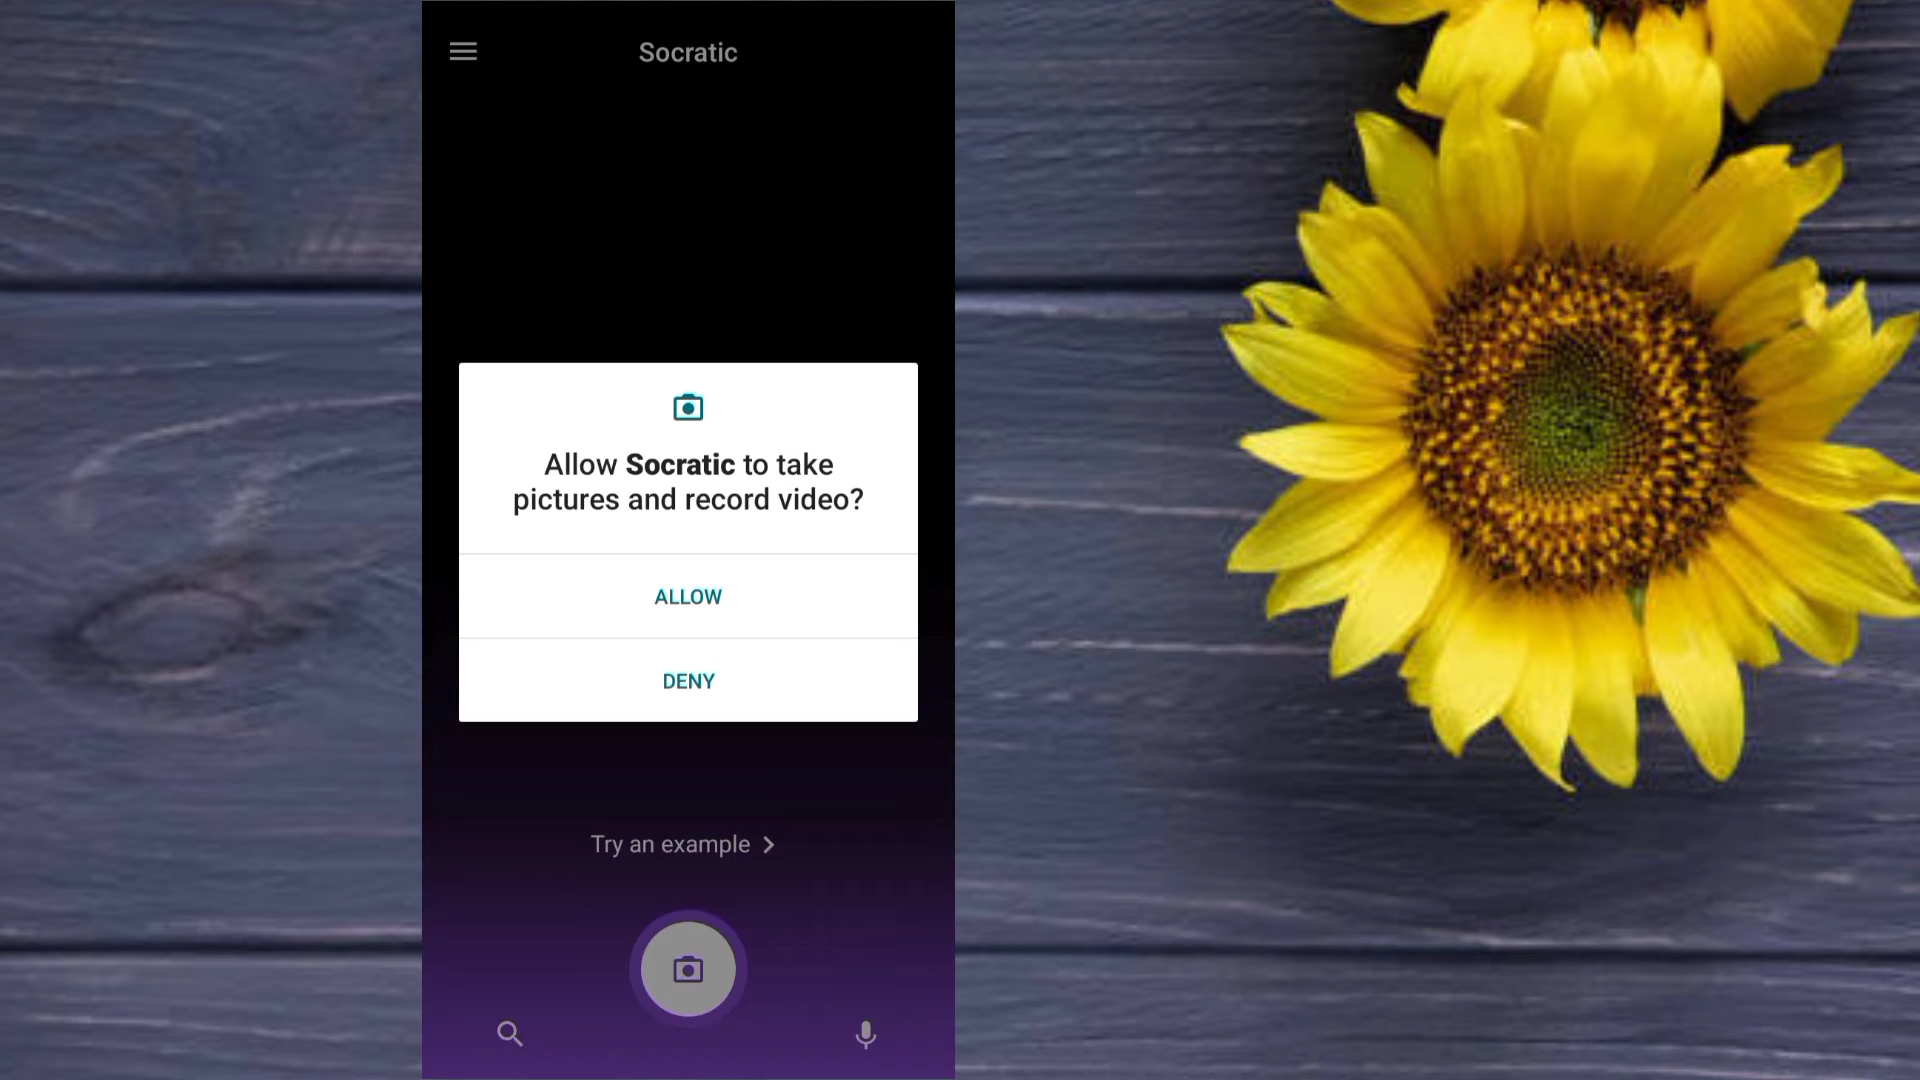 Socratic
Allow Socratic to take
pictures and record video?
ALLOW
DENY
Try an example